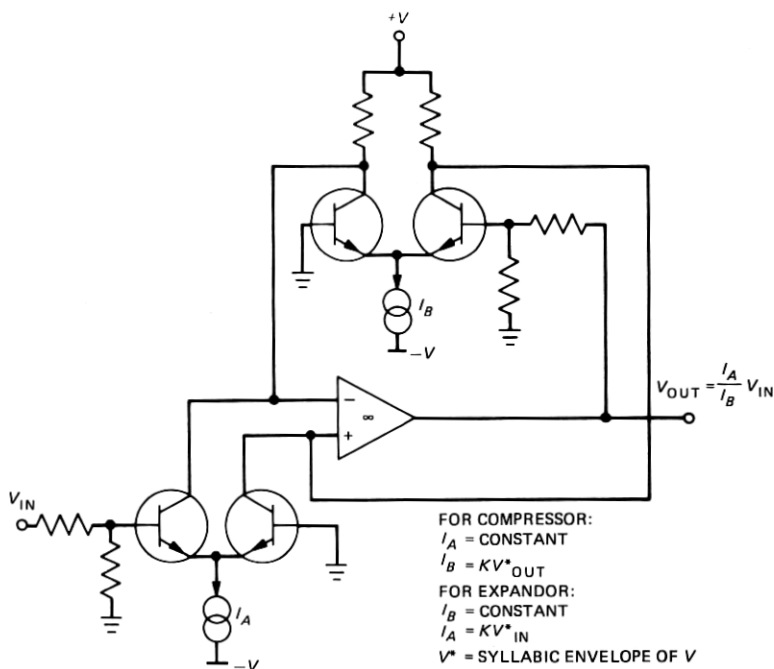 +V
I_B
−V
−
∞
+
V_OUT = I_A/I_B V_IN
V_IN
I_A
−V
FOR COMPRESSOR:
I_A = CONSTANT
I_B = KV*_OUT
FOR EXPANDOR:
I_B = CONSTANT
I_A = KV*_IN
V* = SYLLABIC ENVELOPE OF V